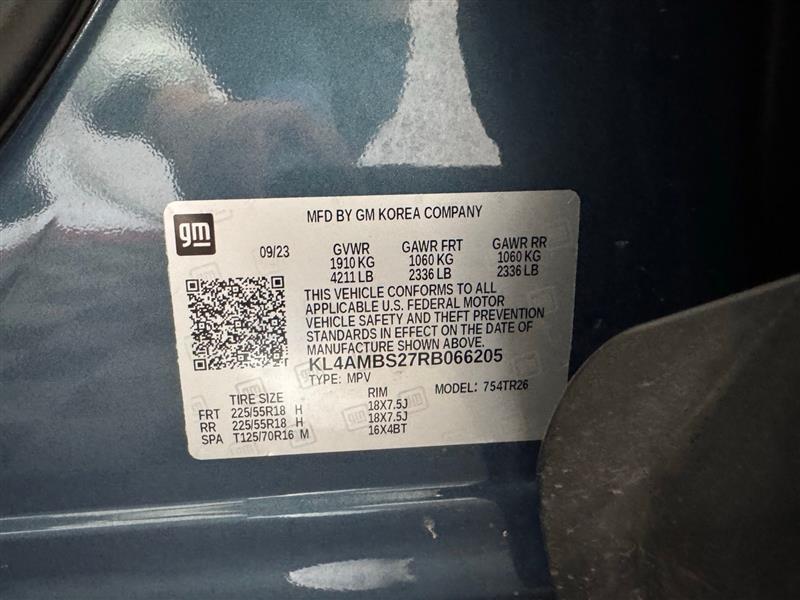 MFD BY GM KOREA COMPANY
gm
09/23 GVWR GAWR FRT GAWR RR
1910 KG 1060 KG 1060 KG
4211 LB 2336 LB 2336 LB
THIS VEHICLE CONFORMS TO ALL
APPLICABLE U.S. FEDERAL MOTOR
VEHICLE SAFETY AND THEFT PREVENTION
STANDARDS IN EFFECT ON THE DATE OF
MANUFACTURE SHOWN ABOVE.
KL4AMBS27RB066205
TYPE: MPV MODEL: 754TR26
TIRE SIZE RIM
FRT 225/55R18 H 18X7.5J
RR 225/55R18 H 18X7.5J
SPA T125/70R16 M 16X4BT